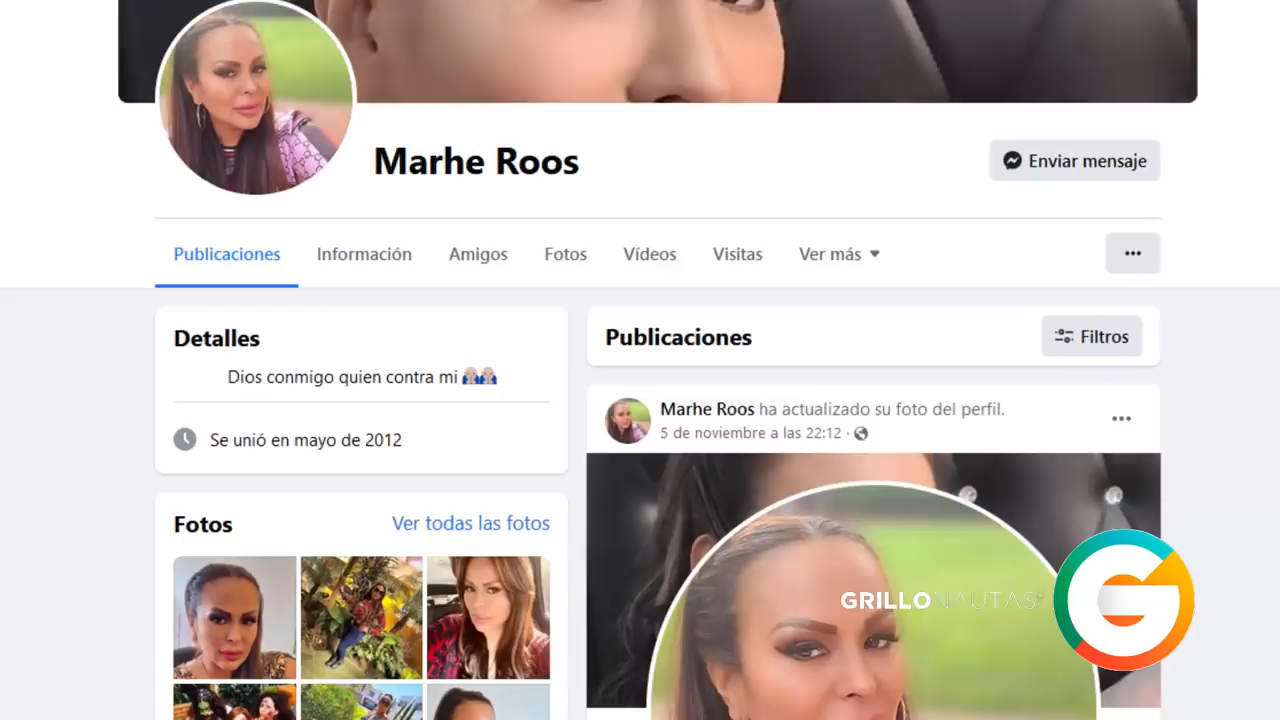 Marhe Roos
Enviar mensaje
Publicaciones
Información
Amigos
Fotos
Vídeos
Visitas
Ver más
Detalles
Dios conmigo quien contra mi
Se unió en mayo de 2012
Fotos
Ver todas las fotos
Publicaciones
Filtros
Marhe Roos ha actualizado su foto del perfil.
5 de noviembre a las 22:12 ·
GRILLONAUTAS
G